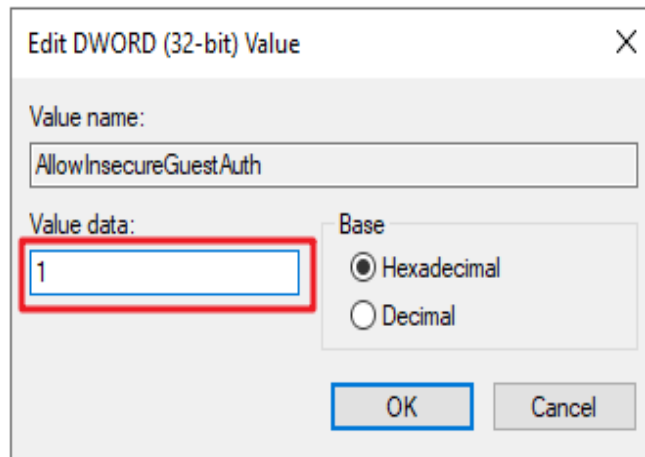 Edit DWORD (32-bit) Value
Value name:
AllowInsecureGuestAuth
Value data:
1
Base
Hexadecimal
Decimal
OK
Cancel